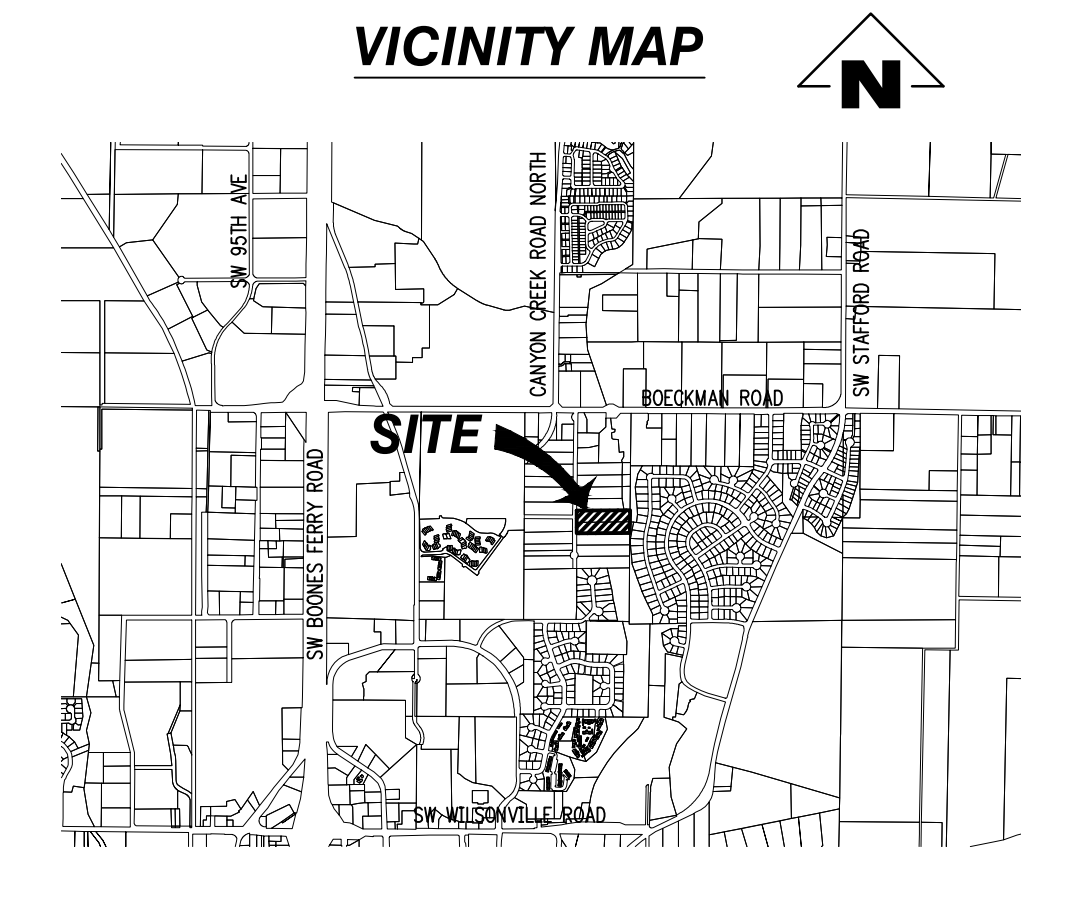 VICINITY MAP
N
SW 95TH AVE
CANYON CREEK ROAD NORTH
SW STAFFORD ROAD
BOECKMAN ROAD
SITE
SW BOONES FERRY ROAD
SW WILSONVILLE ROAD